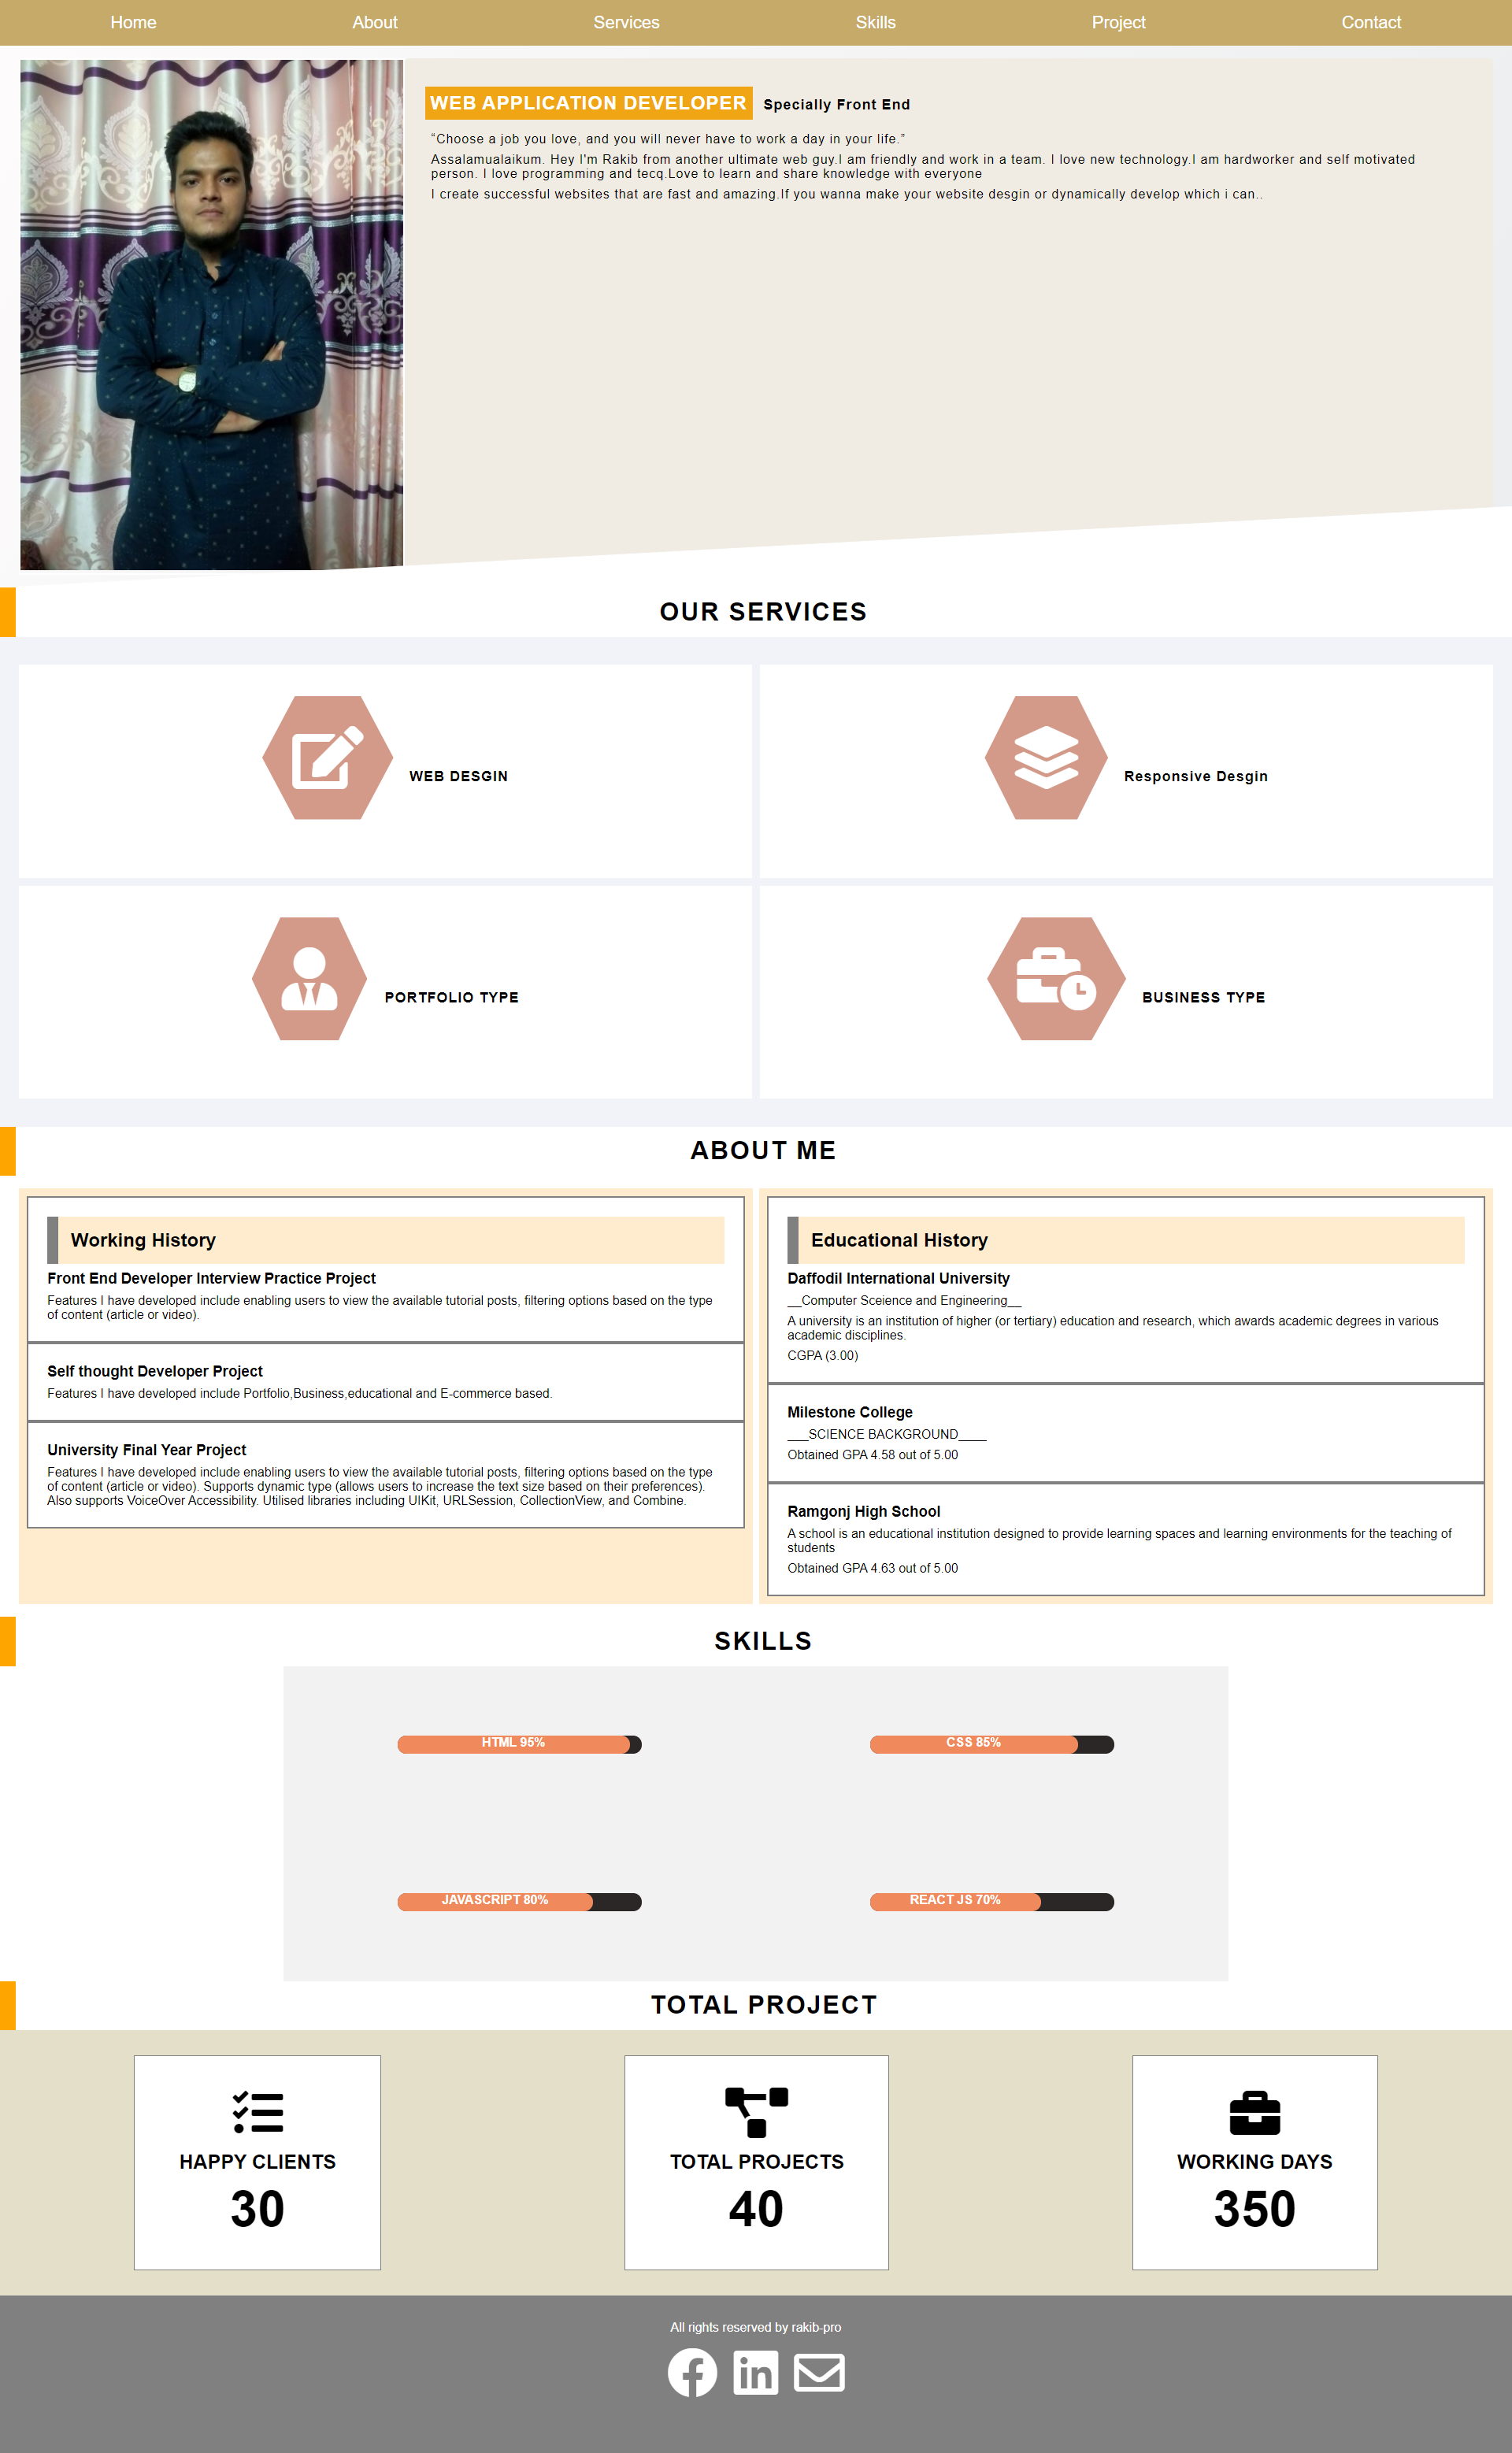 Home About Services Skills Project Contact
WEB APPLICATION DEVELOPER Specially Front End
“Choose a job you love, and you will never have to work a day in your life.”
Assalamualaikum. Hey I'm Rakib from another ultimate web guy.I am friendly and work in a team. I love new technology.I am hardworker and self motivated
person. I love programming and tecq.Love to learn and share knowledge with everyone
I create successful websites that are fast and amazing.If you wanna make your website desgin or dynamically develop which i can..
OUR SERVICES
WEB DESGIN
Responsive Desgin
PORTFOLIO TYPE
BUSINESS TYPE
ABOUT ME
Working History
Front End Developer Interview Practice Project
Features I have developed include enabling users to view the available tutorial posts, filtering options based on the type
of content (article or video).
Self thought Developer Project
Features I have developed include Portfolio,Business,educational and E-commerce based.
University Final Year Project
Features I have developed include enabling users to view the available tutorial posts, filtering options based on the type
of content (article or video). Supports dynamic type (allows users to increase the text size based on their preferences).
Also supports VoiceOver Accessibility. Utilised libraries including UIKit, URLSession, CollectionView, and Combine.
Educational History
Daffodil International University
__Computer Sceience and Engineering__
A university is an institution of higher (or tertiary) education and research, which awards academic degrees in various
academic disciplines.
CGPA (3.00)
Milestone College
___SCIENCE BACKGROUND____
Obtained GPA 4.58 out of 5.00
Ramgonj High School
A school is an educational institution designed to provide learning spaces and learning environments for the teaching of
students
Obtained GPA 4.63 out of 5.00
SKILLS
HTML 95%
CSS 85%
JAVASCRIPT 80%
REACT JS 70%
TOTAL PROJECT
HAPPY CLIENTS
30
TOTAL PROJECTS
40
WORKING DAYS
350
All rights reserved by rakib-pro